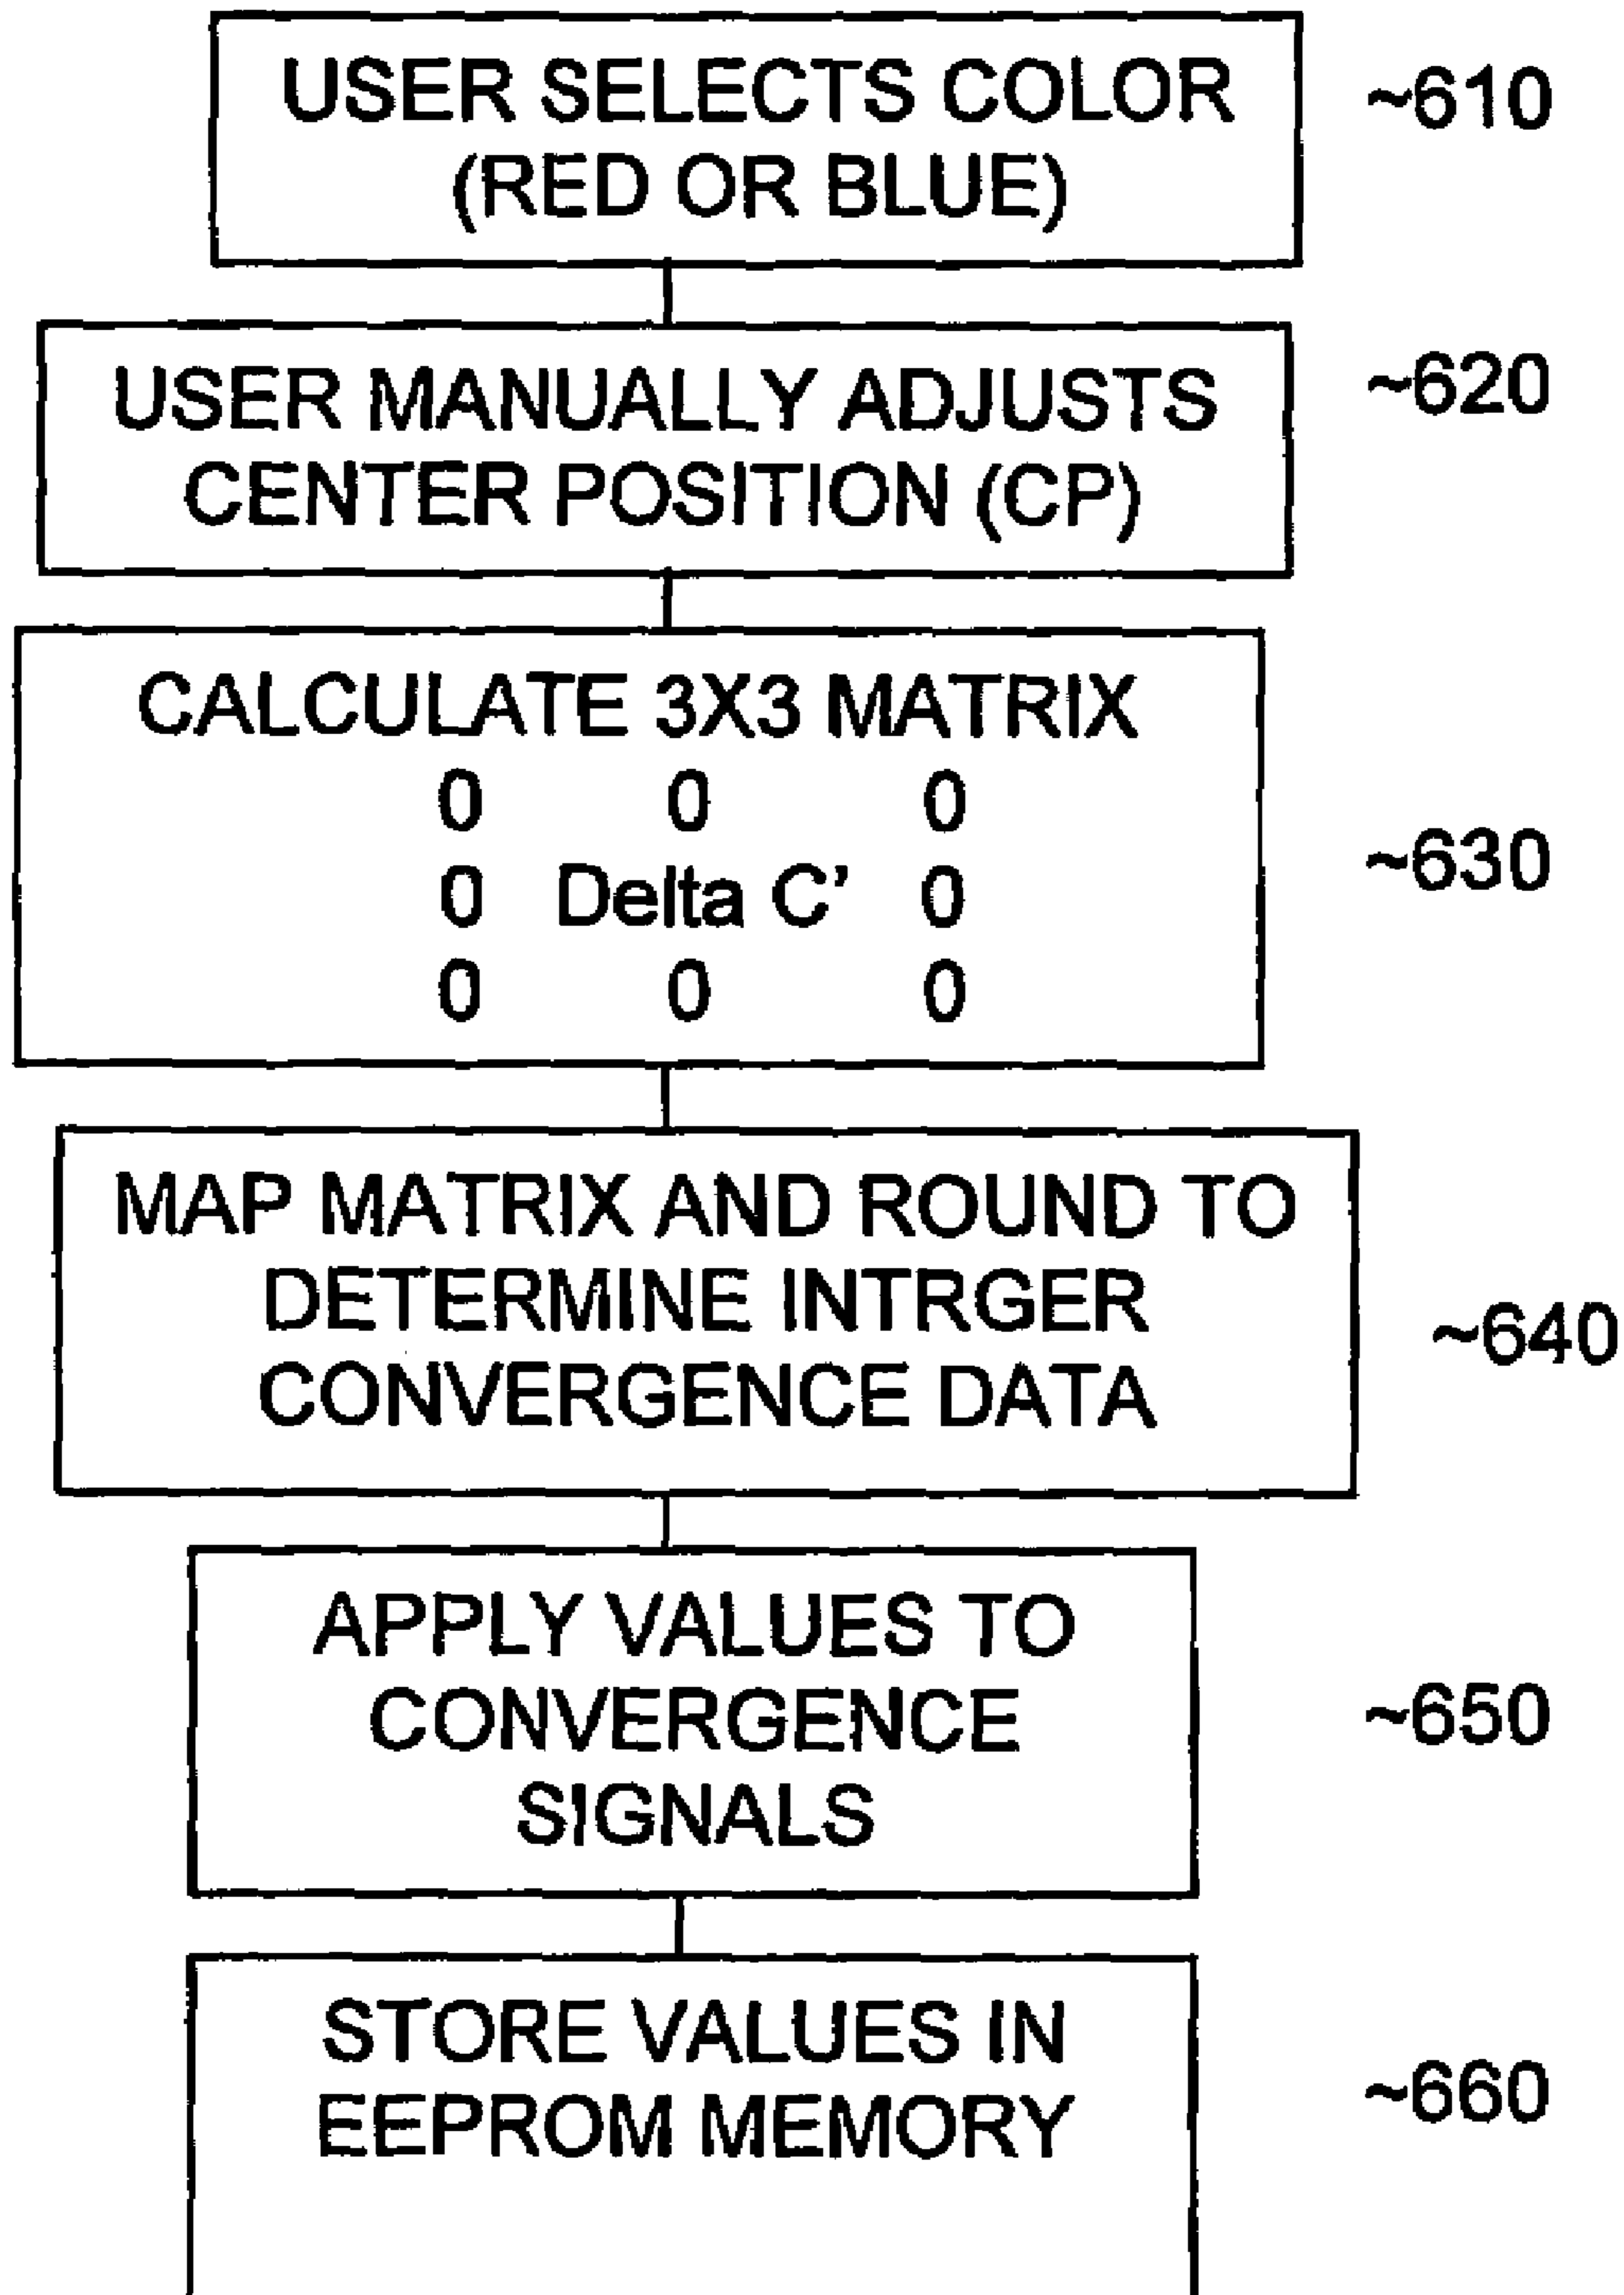 USER SELECTS COLOR ~610
(RED OR BLUE)
USER MANUALLY ADJUSTS ~620
CENTER POSITION (CP)
CALCULATE 3X3 MATRIX
0 0 0
0 Delta C' 0 ~630
0 0 0
MAP MATRIX AND ROUND TO
DETERMINE INTRGER ~640
CONVERGENCE DATA
APPLY VALUES TO
CONVERGENCE ~650
SIGNALS
STORE VALUES IN
EEPROM MEMORY ~660